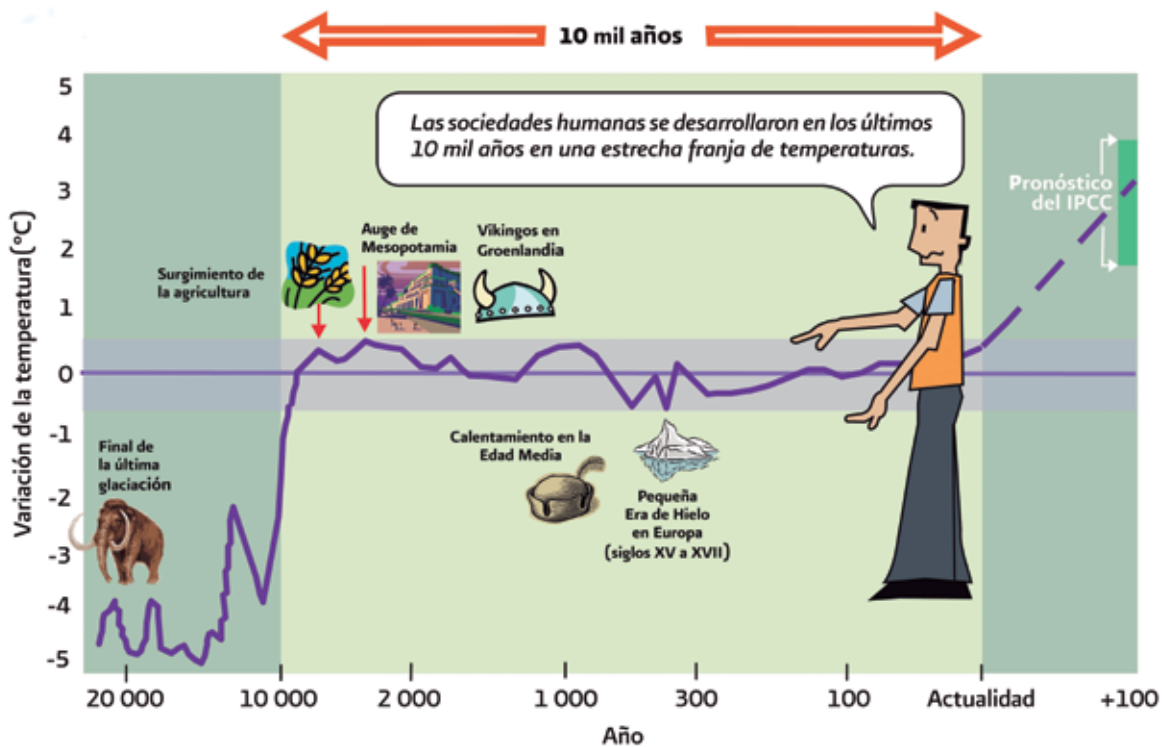 10 mil años
Las sociedades humanas se desarrollaron en los últimos
10 mil años en una estrecha franja de temperaturas.
Pronóstico
del IPCC
Variación de la temperatura(°C)
5
4
3
2
1
0
-1
-2
-3
-4
-5
Surgimiento de
la agricultura
Auge de
Mesopotamia
Vikingos en
Groenlandia
Final de
la última
glaciación
Calentamiento en la
Edad Media
Pequeña
Era de Hielo
en Europa
(siglos XV a XVII)
20 000
10 000
2 000
1 000
300
100
Actualidad
+100
Año